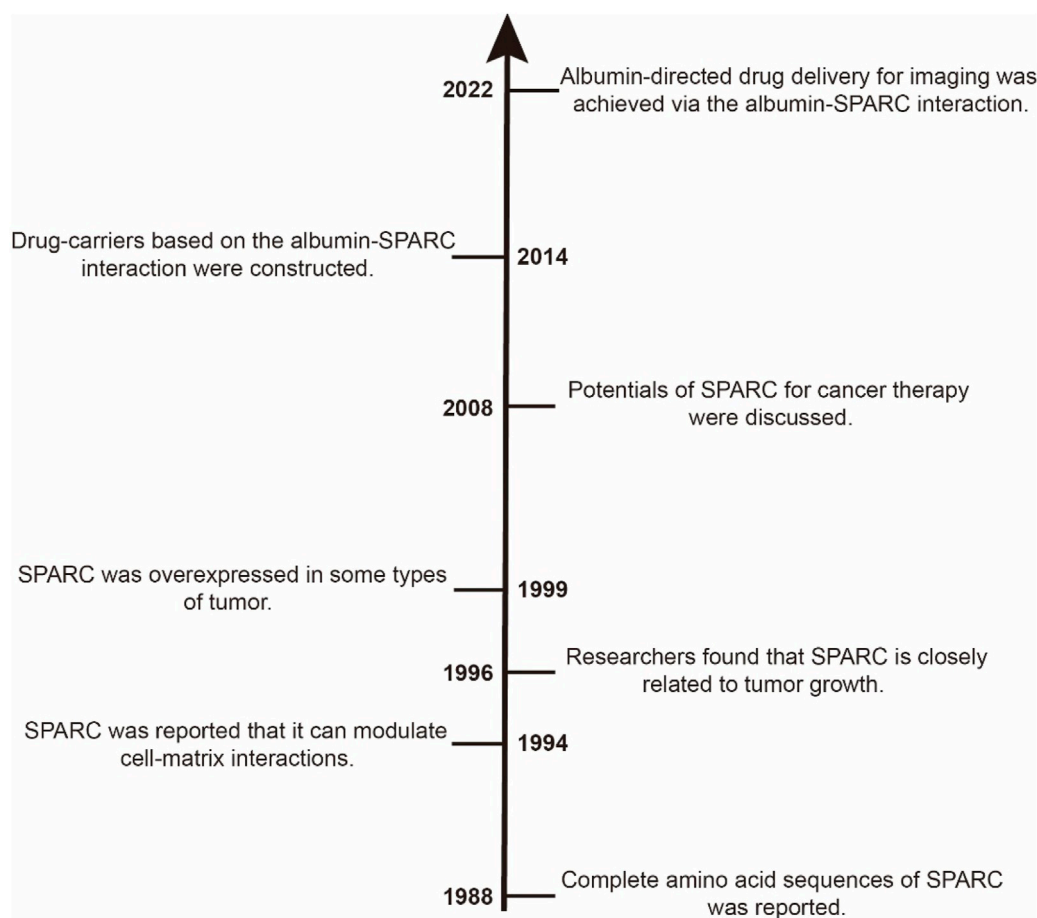 2022
Albumin-directed drug delivery for imaging was
achieved via the albumin-SPARC interaction.
Drug-carriers based on the albumin-SPARC
interaction were constructed.
2014
2008
Potentials of SPARC for cancer therapy
were discussed.
SPARC was overexpressed in some types
of tumor.
1999
1996
Researchers found that SPARC is closely
related to tumor growth.
SPARC was reported that it can modulate
cell-matrix interactions.
1994
1988
Complete amino acid sequences of SPARC
was reported.